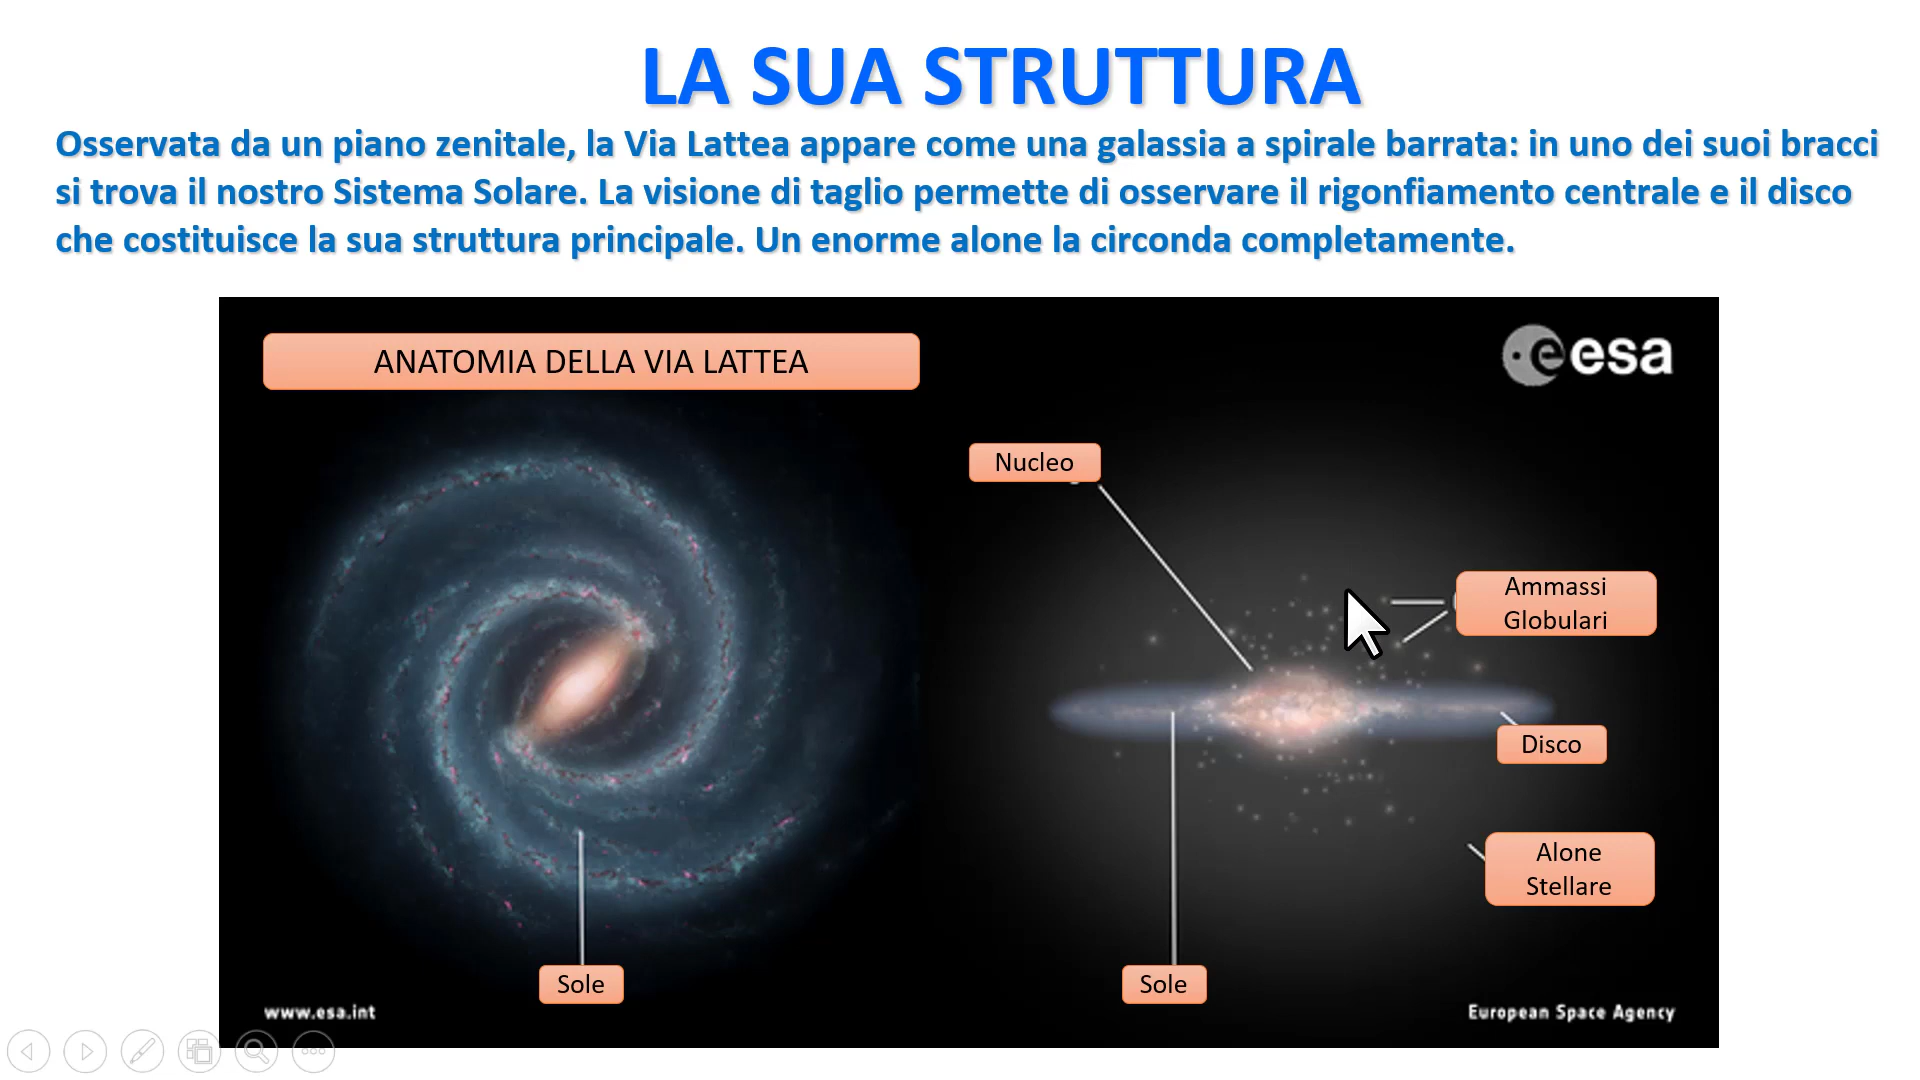 LA SUA STRUTTURA
Osservata da un piano zenitale, la Via Lattea appare come una galassia a spirale barrata: in uno dei suoi bracci
si trova il nostro Sistema Solare. La visione di taglio permette di osservare il rigonfiamento centrale e il disco
che costituisce la sua struttura principale. Un enorme alone la circonda completamente.
ANATOMIA DELLA VIA LATTEA
esa
Nucleo
Ammassi
Globulari
Disco
Alone
Stellare
Sole
Sole
www.esa.int
European Space Agency